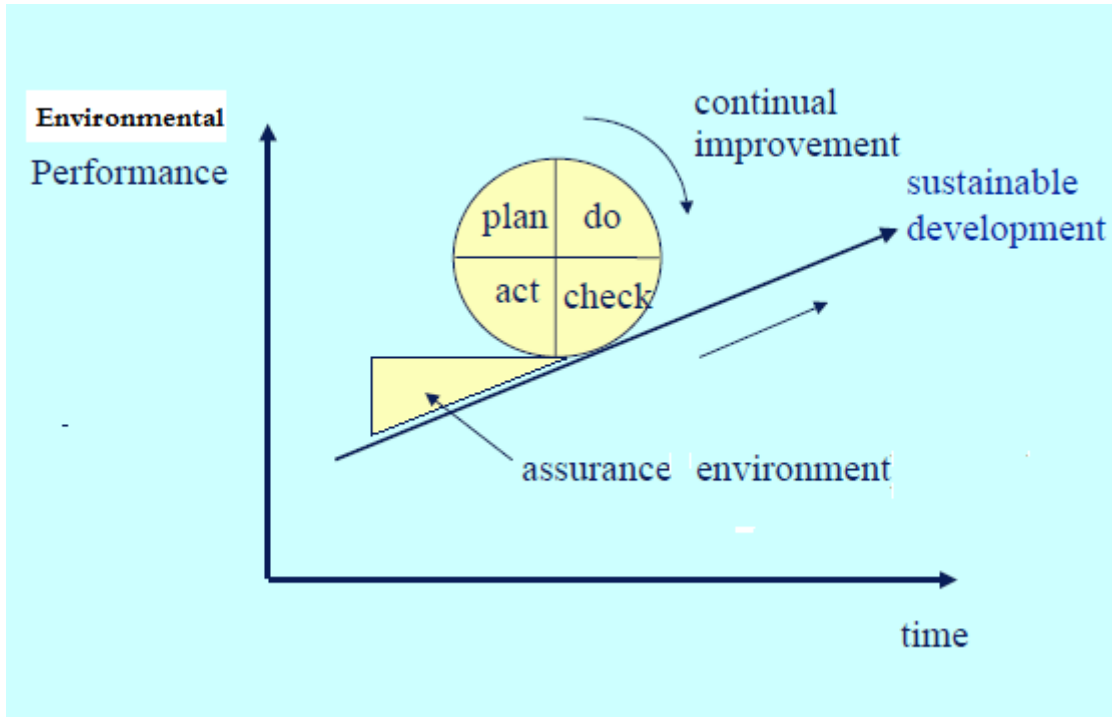 Environmental
Performance
continual
improvement
sustainable
development
plan do
act check
assurance environment
time